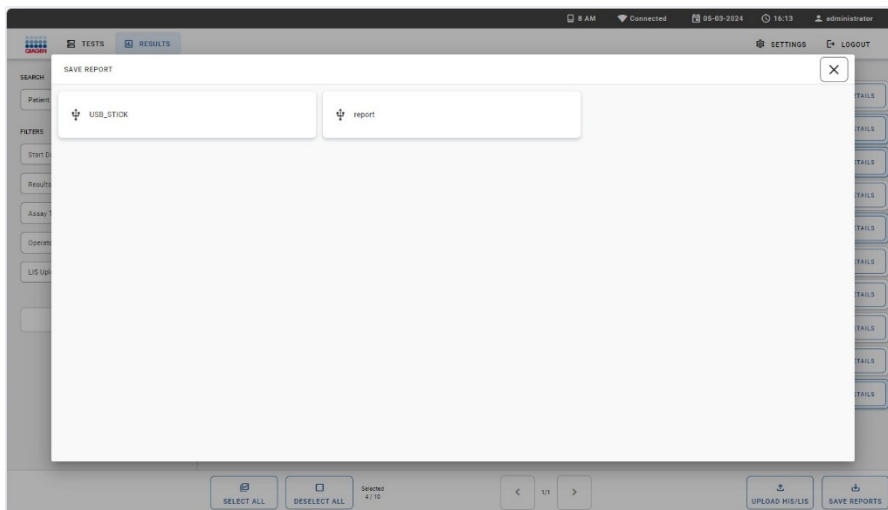 8 AM Connected 05-03-2024 16:13 administrator
QIAGEN TESTS RESULTS SETTINGS LOGOUT
SAVE REPORT
SEARCH
Patient
TAILS
USB_STICK report
FILTERS
TAILS
Start D
TAILS
Results
TAILS
Assay T
TAILS
Operato
TAILS
LIS Uplo
TAILS
TAILS
TAILS
TAILS
SELECT ALL DESELECT ALL Selected 4 / 10 1/1 UPLOAD HIS/LIS SAVE REPORTS